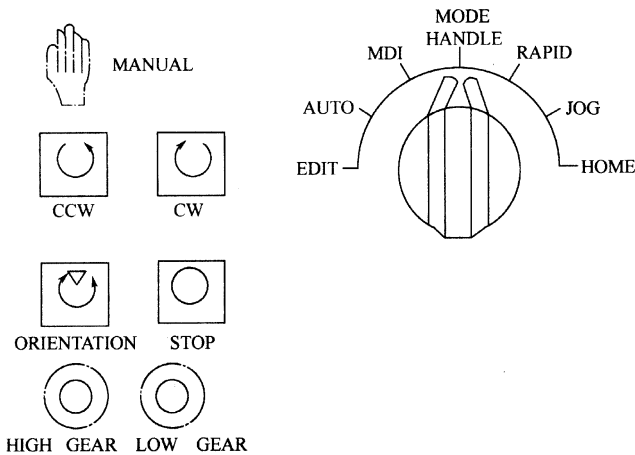 MANUAL
CCW
CW
ORIENTATION
STOP
HIGH GEAR
LOW GEAR
MODE
HANDLE
MDI
RAPID
AUTO
JOG
EDIT
HOME